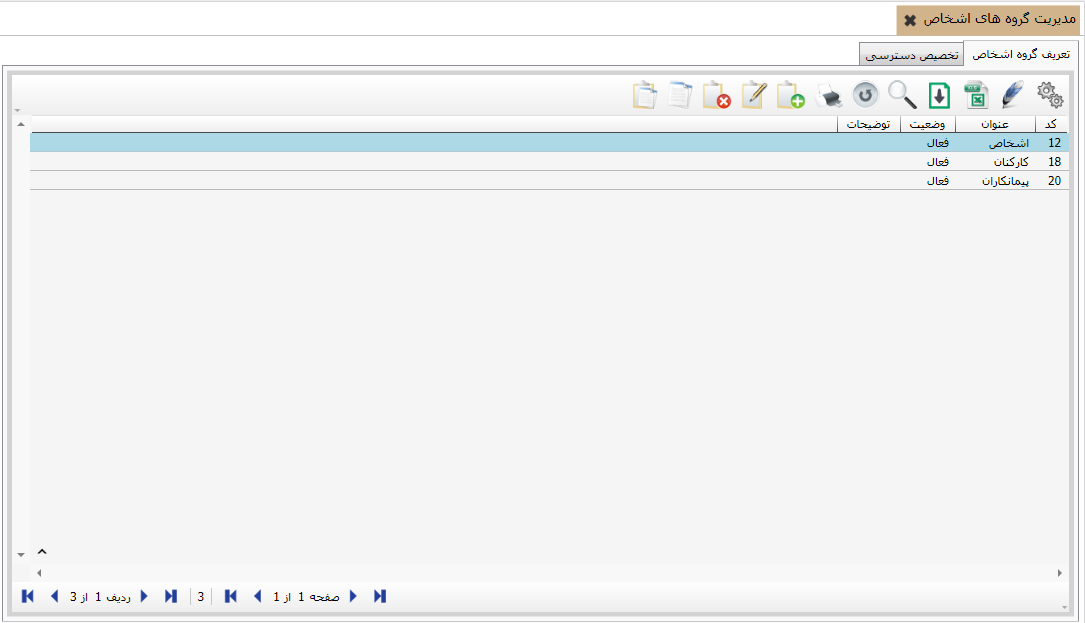 مدیریت گروه های اشخاص
تعریف گروه اشخاص تخصیص دسترسی
کد عنوان وضعیت توضیحات
12 اشخاص فعال
18 کارکنان فعال
20 پیمانکاران فعال
صفحه 1 از 1 3 ردیف 1 از 3